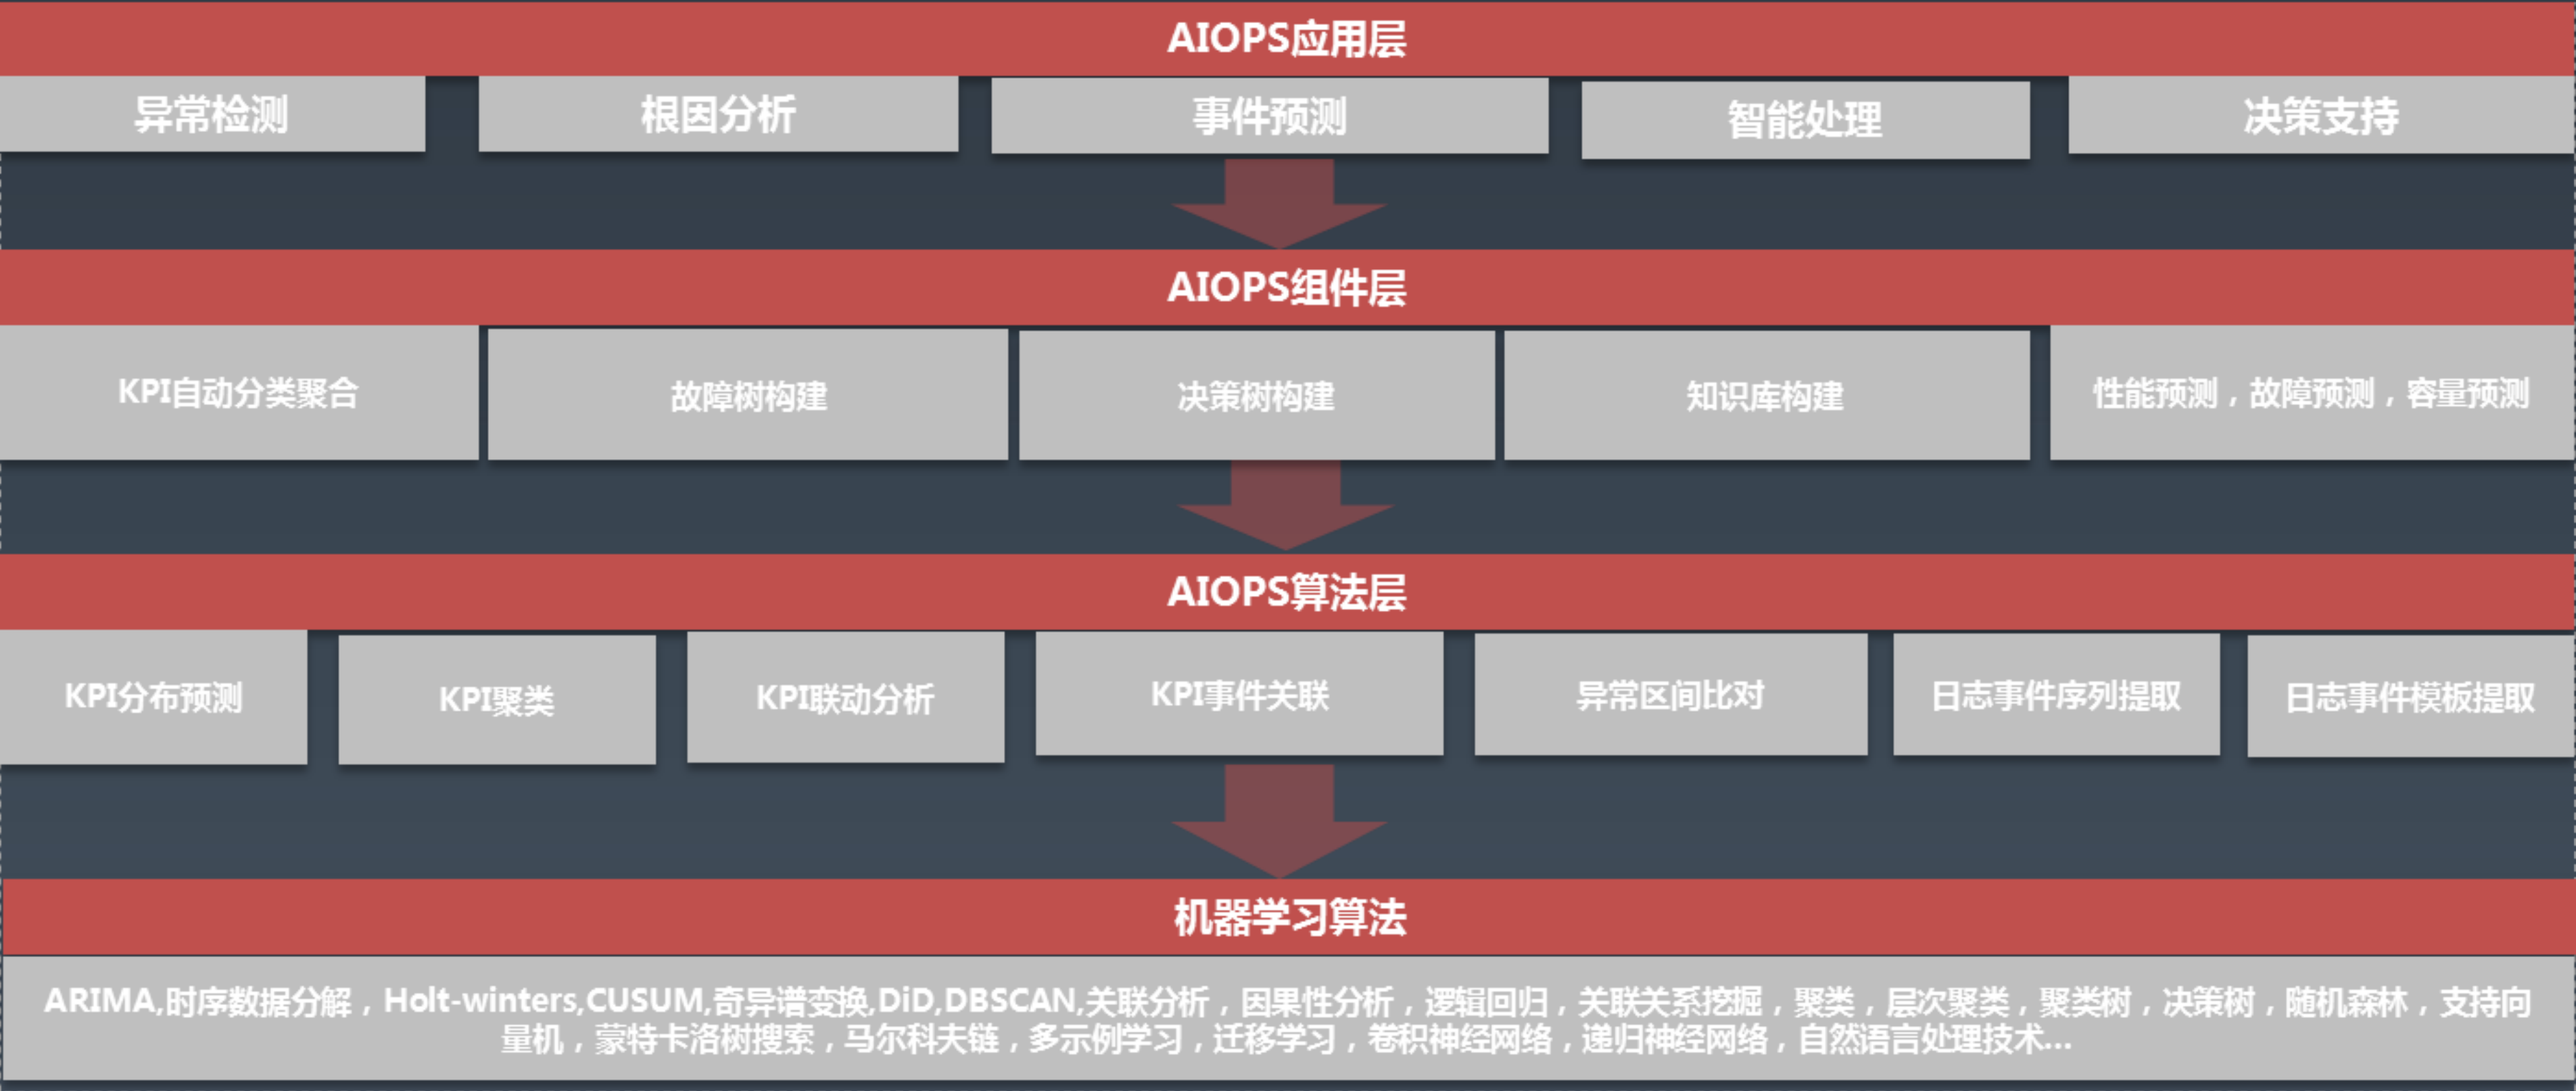 AIOPS应用层
异常检测
根因分析
事件预测
智能处理
决策支持
AIOPS组件层
KPI自动分类聚合
故障树构建
决策树构建
知识库构建
性能预测，故障预测，容量预测
AIOPS算法层
KPI分布预测
KPI聚类
KPI联动分析
KPI事件关联
异常区间比对
日志事件序列提取
日志事件模板提取
机器学习算法
ARIMA,时序数据分解，Holt-winters,CUSUM,奇异谱变换,DiD,DBSCAN,关联分析，因果性分析，逻辑回归，关联关系挖掘，聚类，层次聚类，聚类树，决策树，随机森林，支持向
量机，蒙特卡洛树搜索，马尔科夫链，多示例学习，迁移学习，卷积神经网络，递归神经网络，自然语言处理技术...